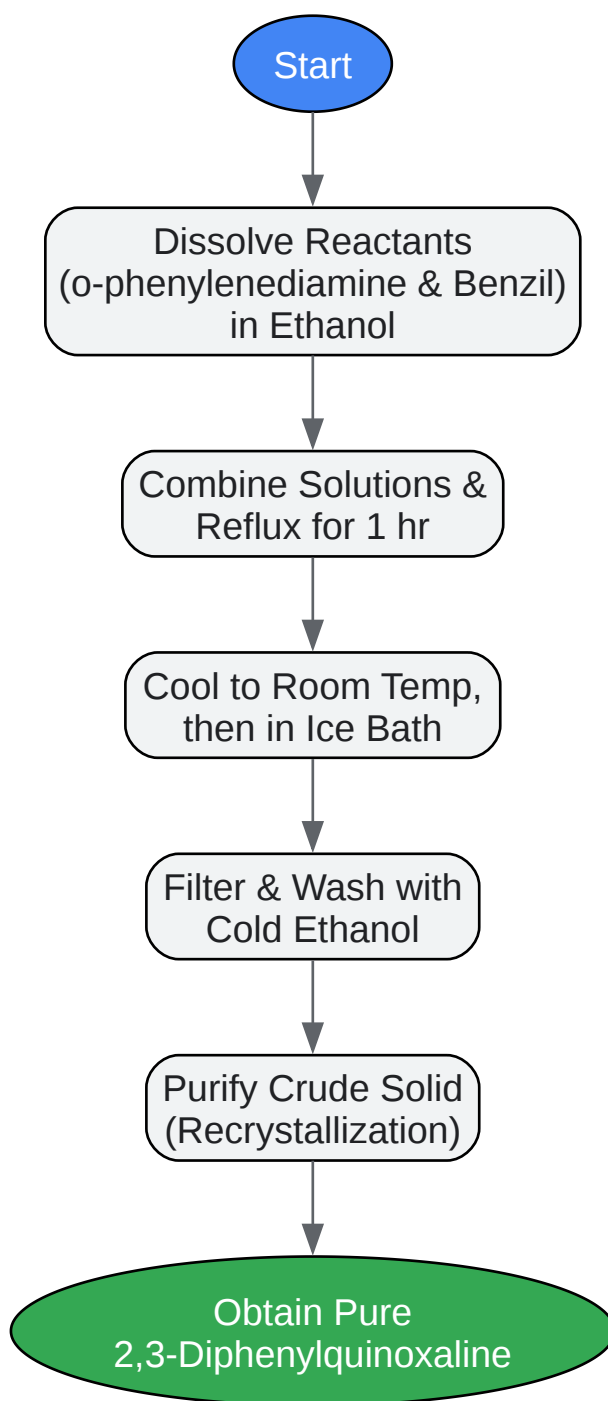 Start
Dissolve Reactants
(o-phenylenediamine & Benzil)
in Ethanol
Combine Solutions &
Reflux for 1 hr
Cool to Room Temp,
then in Ice Bath
Filter & Wash with
Cold Ethanol
Purify Crude Solid
(Recrystallization)
Obtain Pure
2,3-Diphenylquinoxaline